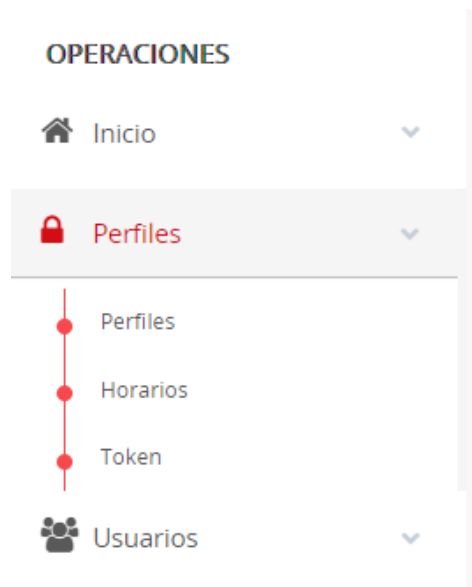 OPERACIONES
Inicio
Perfiles
Perfiles
Horarios
Token
Usuarios